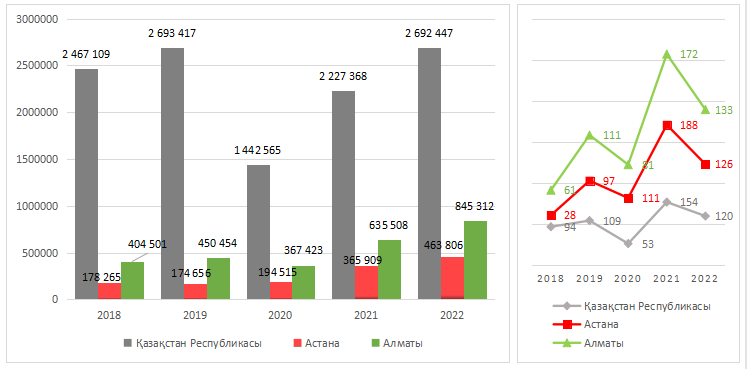 3000000
2500000
2000000
1500000
1000000
500000
0
2 467 109
2 693 417
1 442 565
2 227 368
2 692 447
178 265
174 656
194 515
365 909
463 806
404 501
450 454
367 423
635 508
845 312
2018 2019 2020 2021 2022
Қазақстан Республикасы Астана Алматы
61 111 81 172 133
28 97 111 188 126
94 109 53 154 120
2018 2019 2020 2021 2022
Қазақстан Республикасы
Астана
Алматы